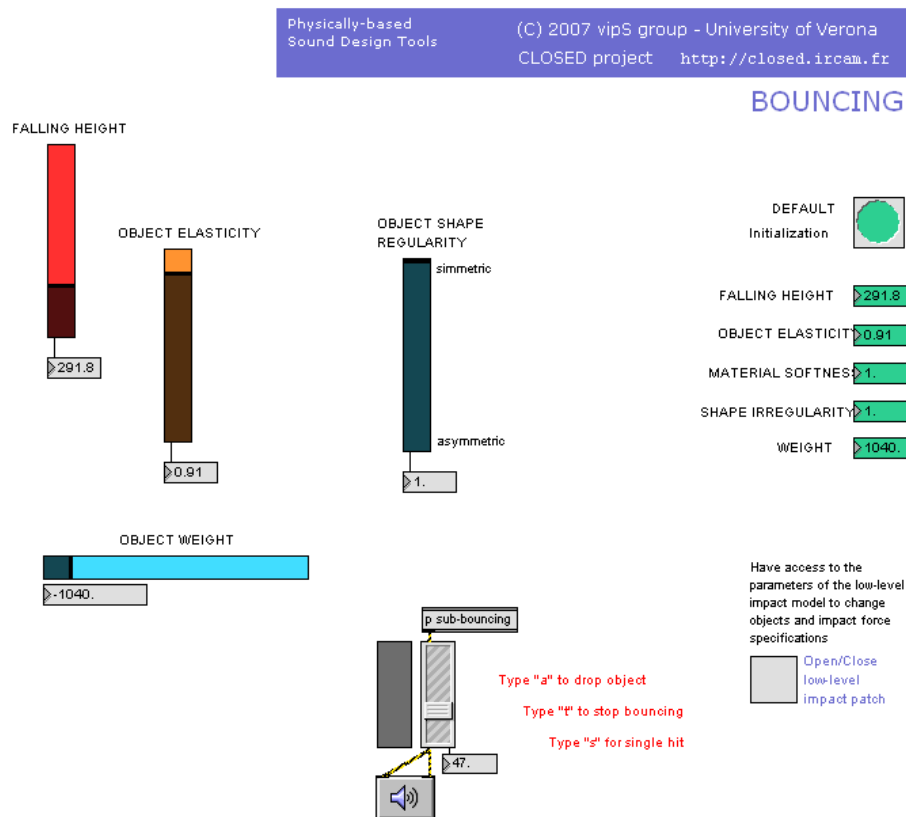 Physically-based
Sound Design Tools
(C) 2007 vipS group - University of Verona
CLOSED project http://closed.ircam.fr
BOUNCING
FALLING HEIGHT
291.8
OBJECT ELASTICITY
0.91
OBJECT SHAPE
REGULARITY
simmetric
asymmetric
1.
DEFAULT
Initialization
FALLING HEIGHT 291.8
OBJECT ELASTICITY 0.91
MATERIAL SOFTNESS 1.
SHAPE IRREGULARITY 1.
WEIGHT 1040.
OBJECT WEIGHT
-1040.
p sub-bouncing
Type "a" to drop object
Type "t" to stop bouncing
Type "s" for single hit
47.
Have access to the
parameters of the low-level
impact model to change
objects and impact force
specifications
Open/Close
low-level
impact patch